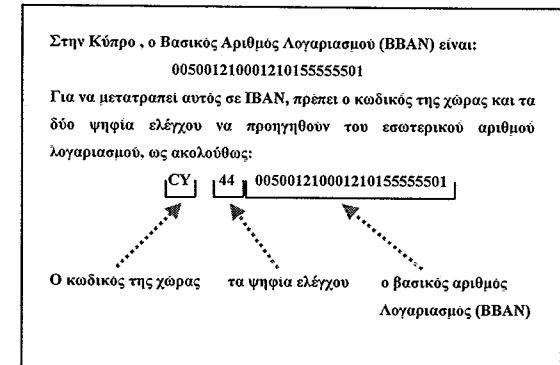 Στην Κύπρο , ο Βασικός Αριθμός Λογαριασμού (BBAN) είναι:
005001210001210155555501
Για να μετατραπεί αυτός σε IBAN, πρέπει ο κωδικός της χώρας και τα
δύο ψηφία ελέγχου να προηγηθούν του εσωτερικού αριθμού
λογαριασμού, ως ακολούθως:
CY 44 005001210001210155555501
Ο κωδικός της χώρας τα ψηφία ελέγχου ο βασικός αριθμός
Λογαριασμός (BBAN)